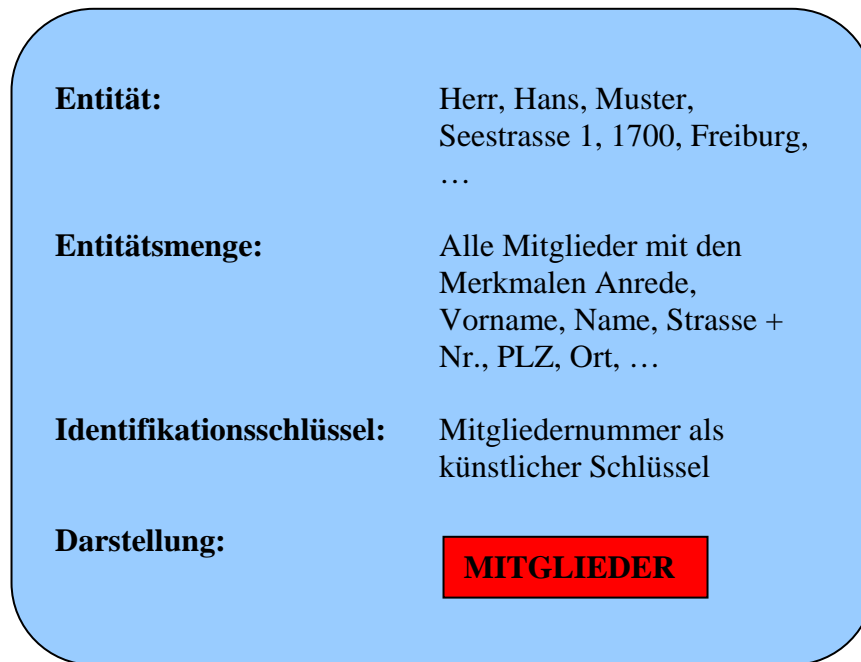 Entität: Herr, Hans, Muster,
Seestrasse 1, 1700, Freiburg,
…
Entitätsmenge: Alle Mitglieder mit den
Merkmalen Anrede,
Vorname, Name, Strasse +
Nr., PLZ, Ort, …
Identifikationsschlüssel: Mitgliedernummer als
künstlicher Schlüssel
Darstellung:
MITGLIEDER